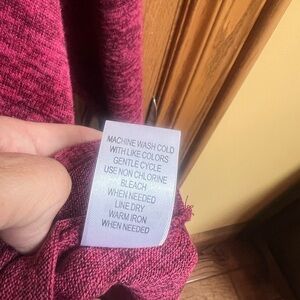 MACHINE WASH COLD
WITH LIKE COLORS
GENTLE CYCLE
USE NON CHLORINE
BLEACH
WHEN NEEDED
LINE DRY
WARM IRON
WHEN NEEDED